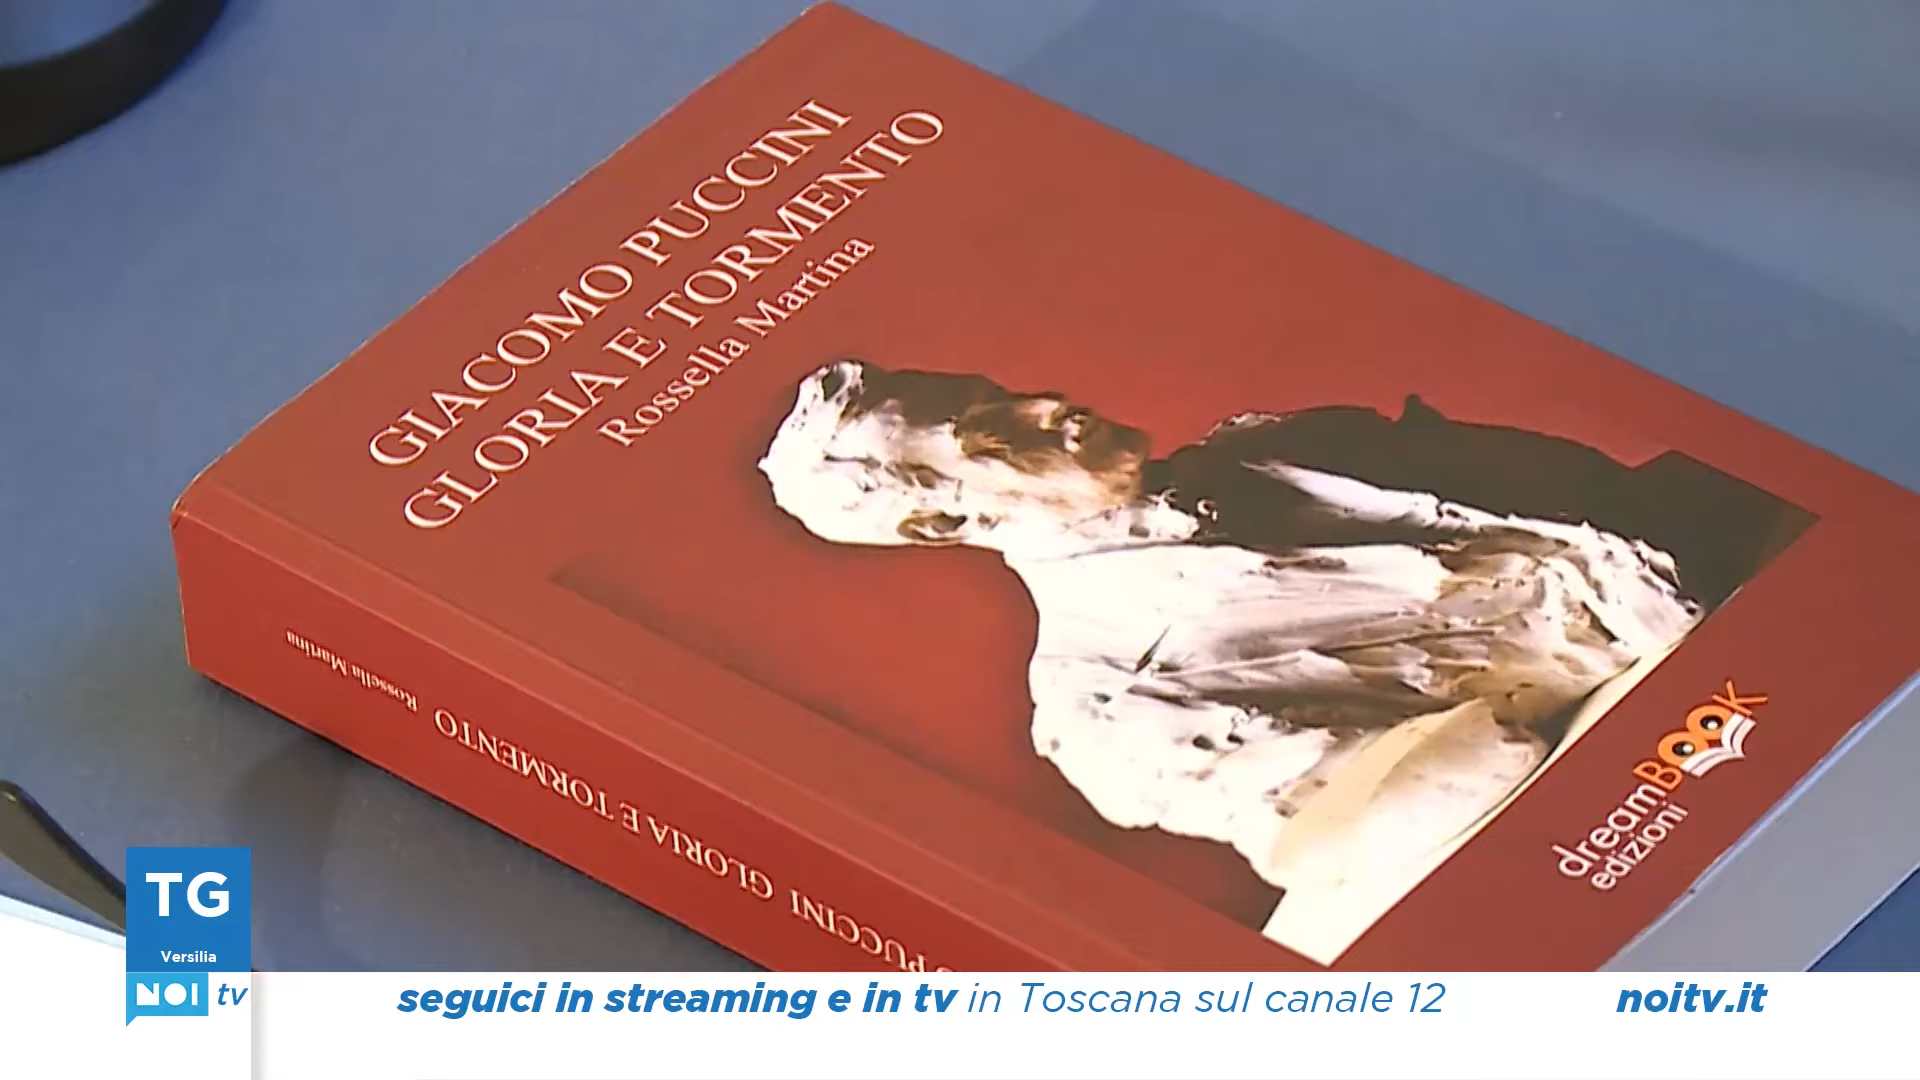 GIACOMO PUCCINI
GLORIA E TORMENTO
Rossella Martina
PUCCINI GLORIA E TORMENTO Rossella Martina
dreamBOOK
edizioni
TG
Versilia
NOI tv
seguici in streaming e in tv in Toscana sul canale 12
noitv.it